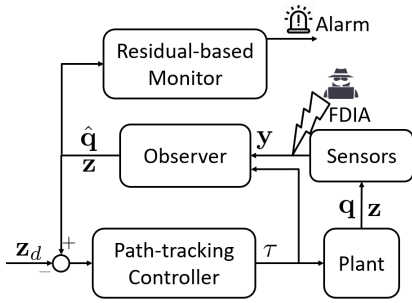 Alarm
Residual-based
Monitor
FDIA
q̂
z
Observer
y
Sensors
q z
z_d
+
−
Path-tracking
Controller
τ
Plant